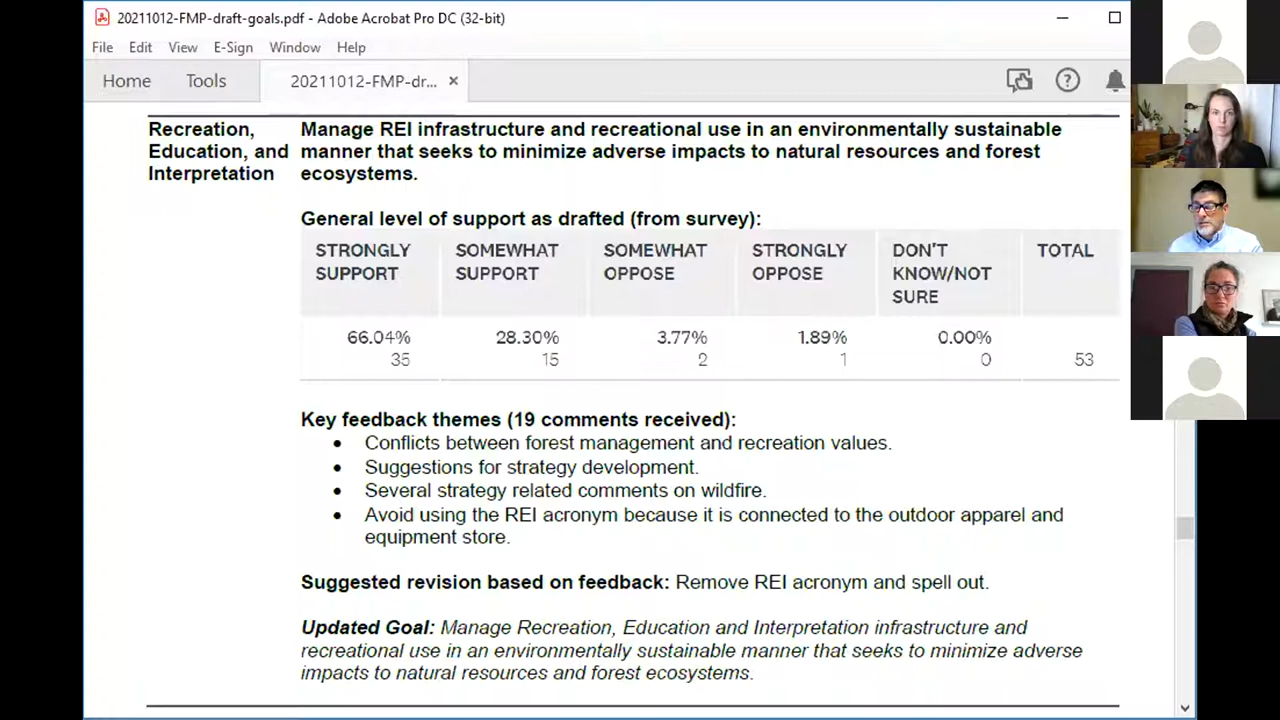 20211012-FMP-draft-goals.pdf - Adobe Acrobat Pro DC (32-bit)
File Edit View E-Sign Window Help
Home Tools 20211012-FMP-dr... ×
Recreation, Education, and Interpretation
Manage REI infrastructure and recreational use in an environmentally sustainable
manner that seeks to minimize adverse impacts to natural resources and forest
ecosystems.
General level of support as drafted (from survey):
STRONGLY SUPPORT SOMEWHAT SUPPORT SOMEWHAT OPPOSE STRONGLY OPPOSE DON'T KNOW/NOT SURE TOTAL
66.04% 28.30% 3.77% 1.89% 0.00%
35 15 2 1 0 53
Key feedback themes (19 comments received):
• Conflicts between forest management and recreation values.
• Suggestions for strategy development.
• Several strategy related comments on wildfire.
• Avoid using the REI acronym because it is connected to the outdoor apparel and
equipment store.
Suggested revision based on feedback: Remove REI acronym and spell out.
Updated Goal: Manage Recreation, Education and Interpretation infrastructure and
recreational use in an environmentally sustainable manner that seeks to minimize adverse
impacts to natural resources and forest ecosystems.